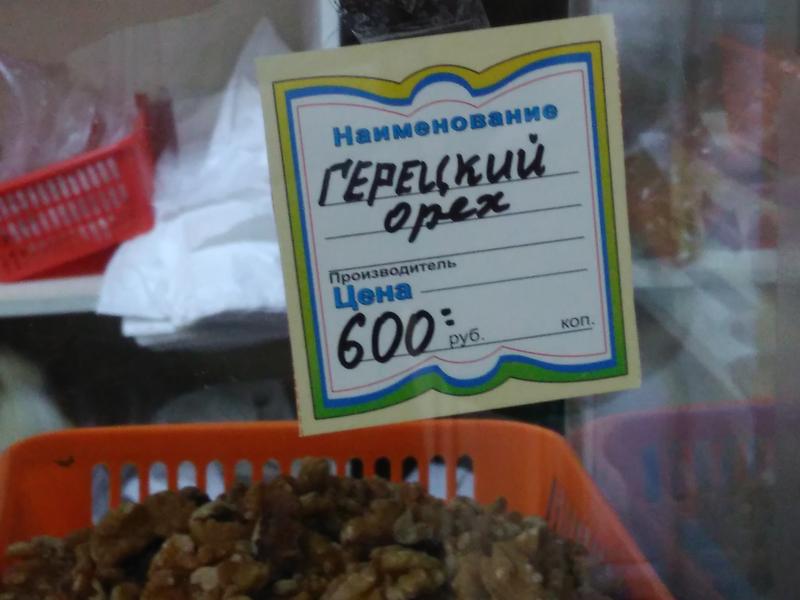 Наименование
ГЕРЕЦКИЙ
орех
Производитель
Цена
600= руб. коп.